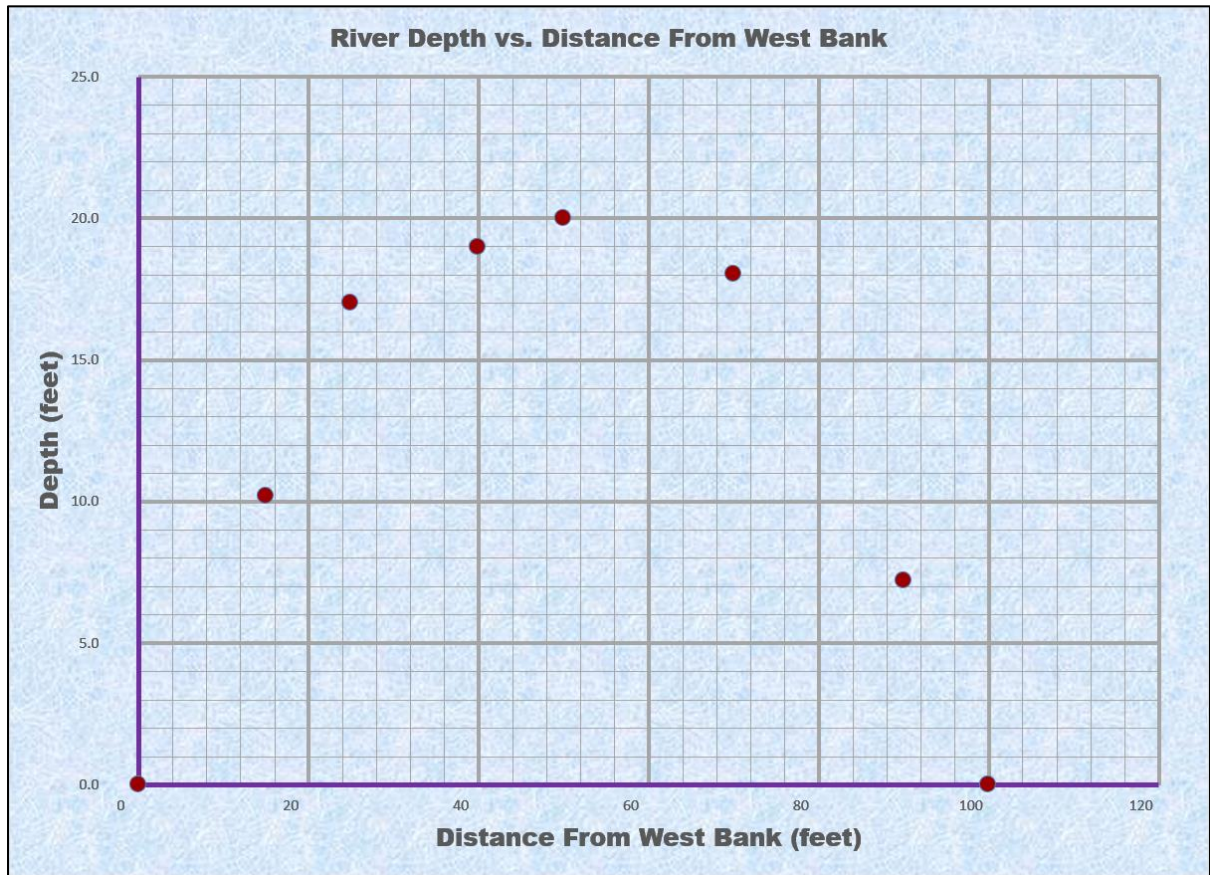 River Depth vs. Distance From West Bank
25.0
20.0
15.0
10.0
5.0
0.0
Depth (feet)
0 20 40 60 80 100 120
Distance From West Bank (feet)